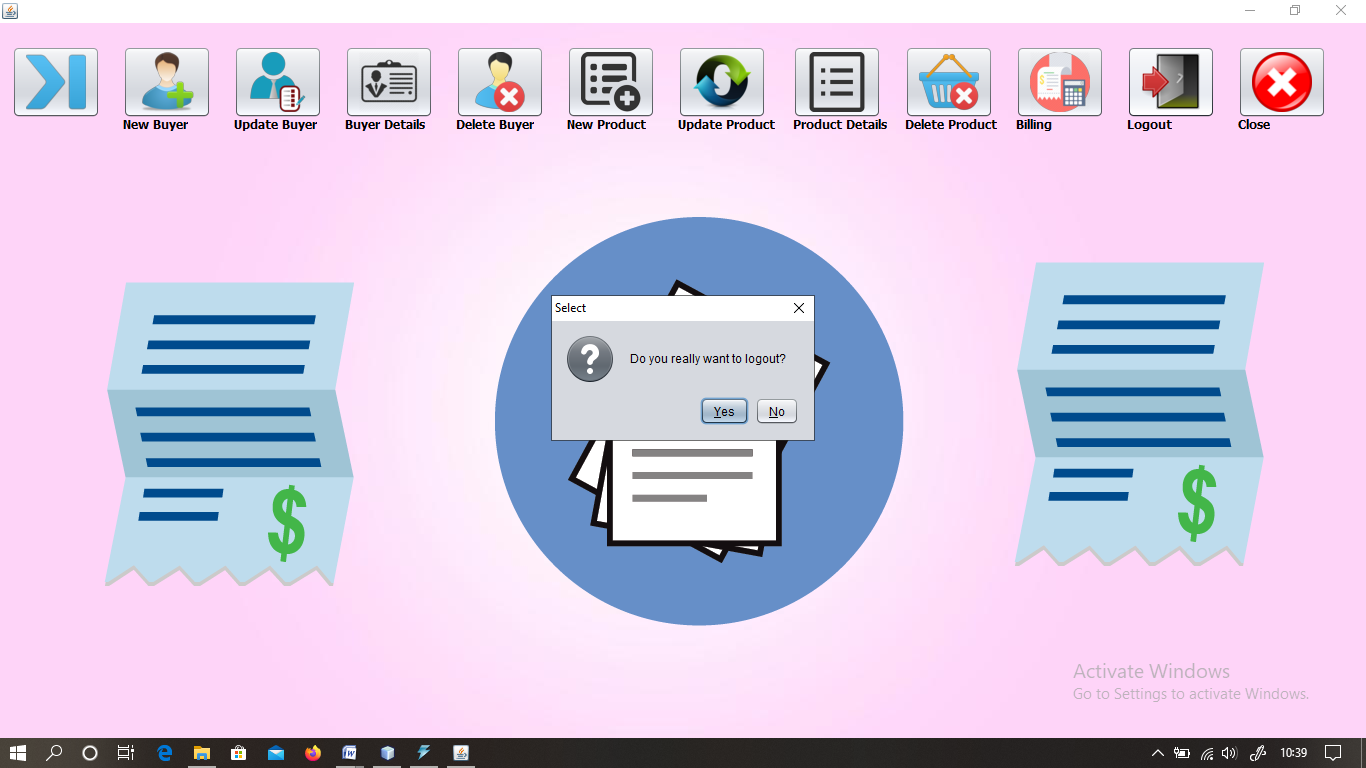 New Buyer
Update Buyer
Buyer Details
Delete Buyer
New Product
Update Product
Product Details
Delete Product
Billing
Logout
Close
Select
?
Do you really want to logout?
Yes
No
$
$
Activate Windows
Go to Settings to activate Windows.
10:39